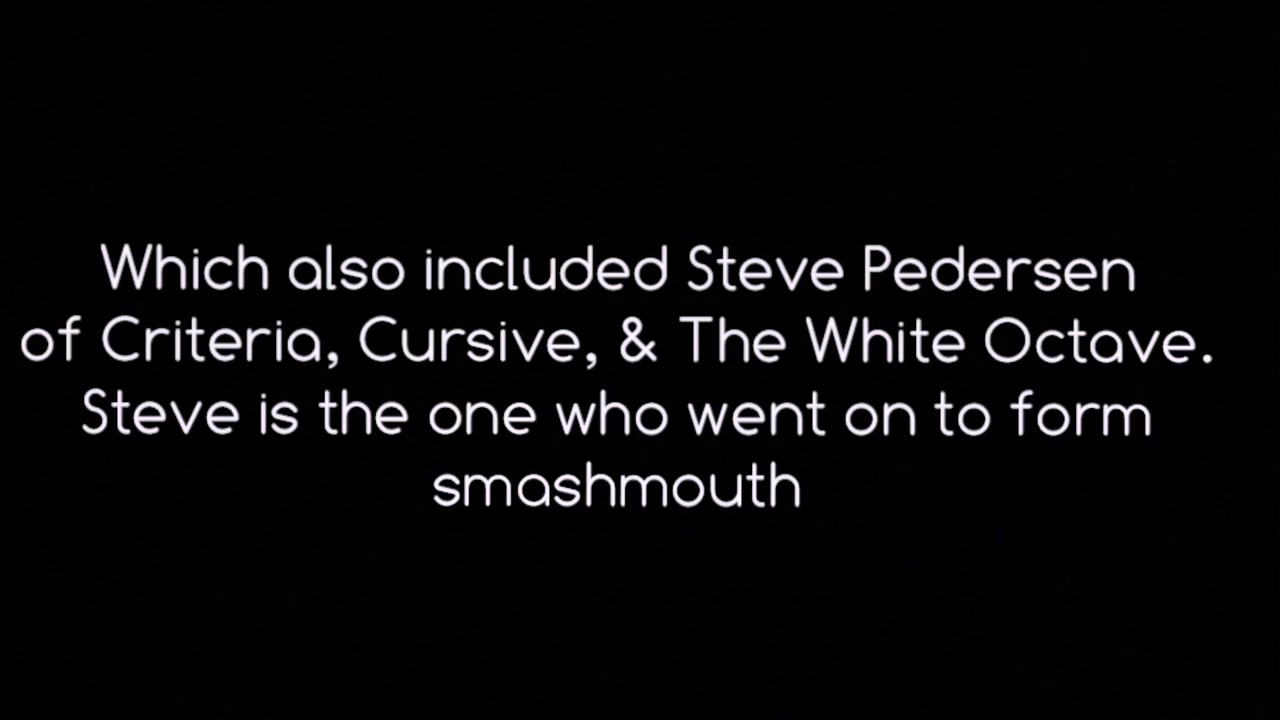 Which also included Steve Pedersen
of Criteria, Cursive, & The White Octave.
Steve is the one who went on to form
smashmouth